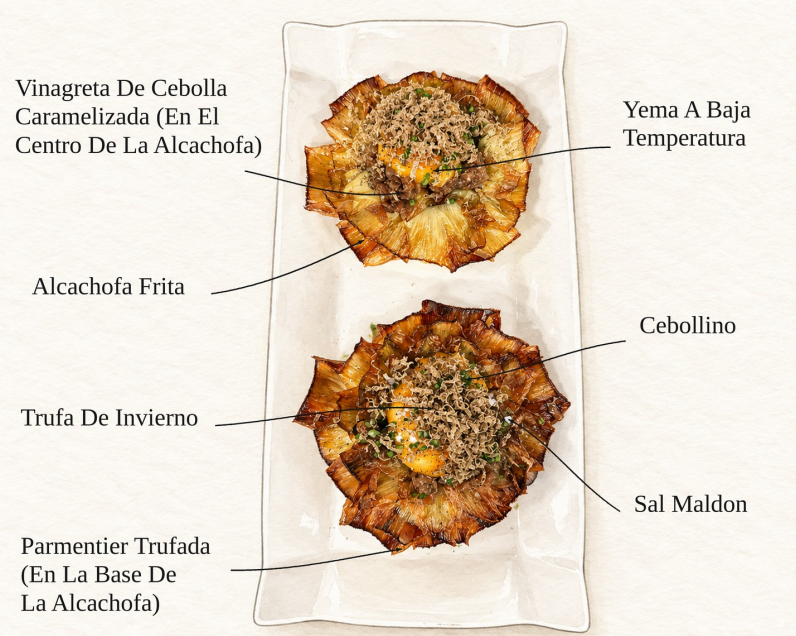 Vinagreta De Cebolla
Caramelizada (En El
Centro De La Alcachofa)
Yema A Baja
Temperatura
Alcachofa Frita
Cebollino
Trufa De Invierno
Sal Maldon
Parmentier Trufada
(En La Base De
La Alcachofa)